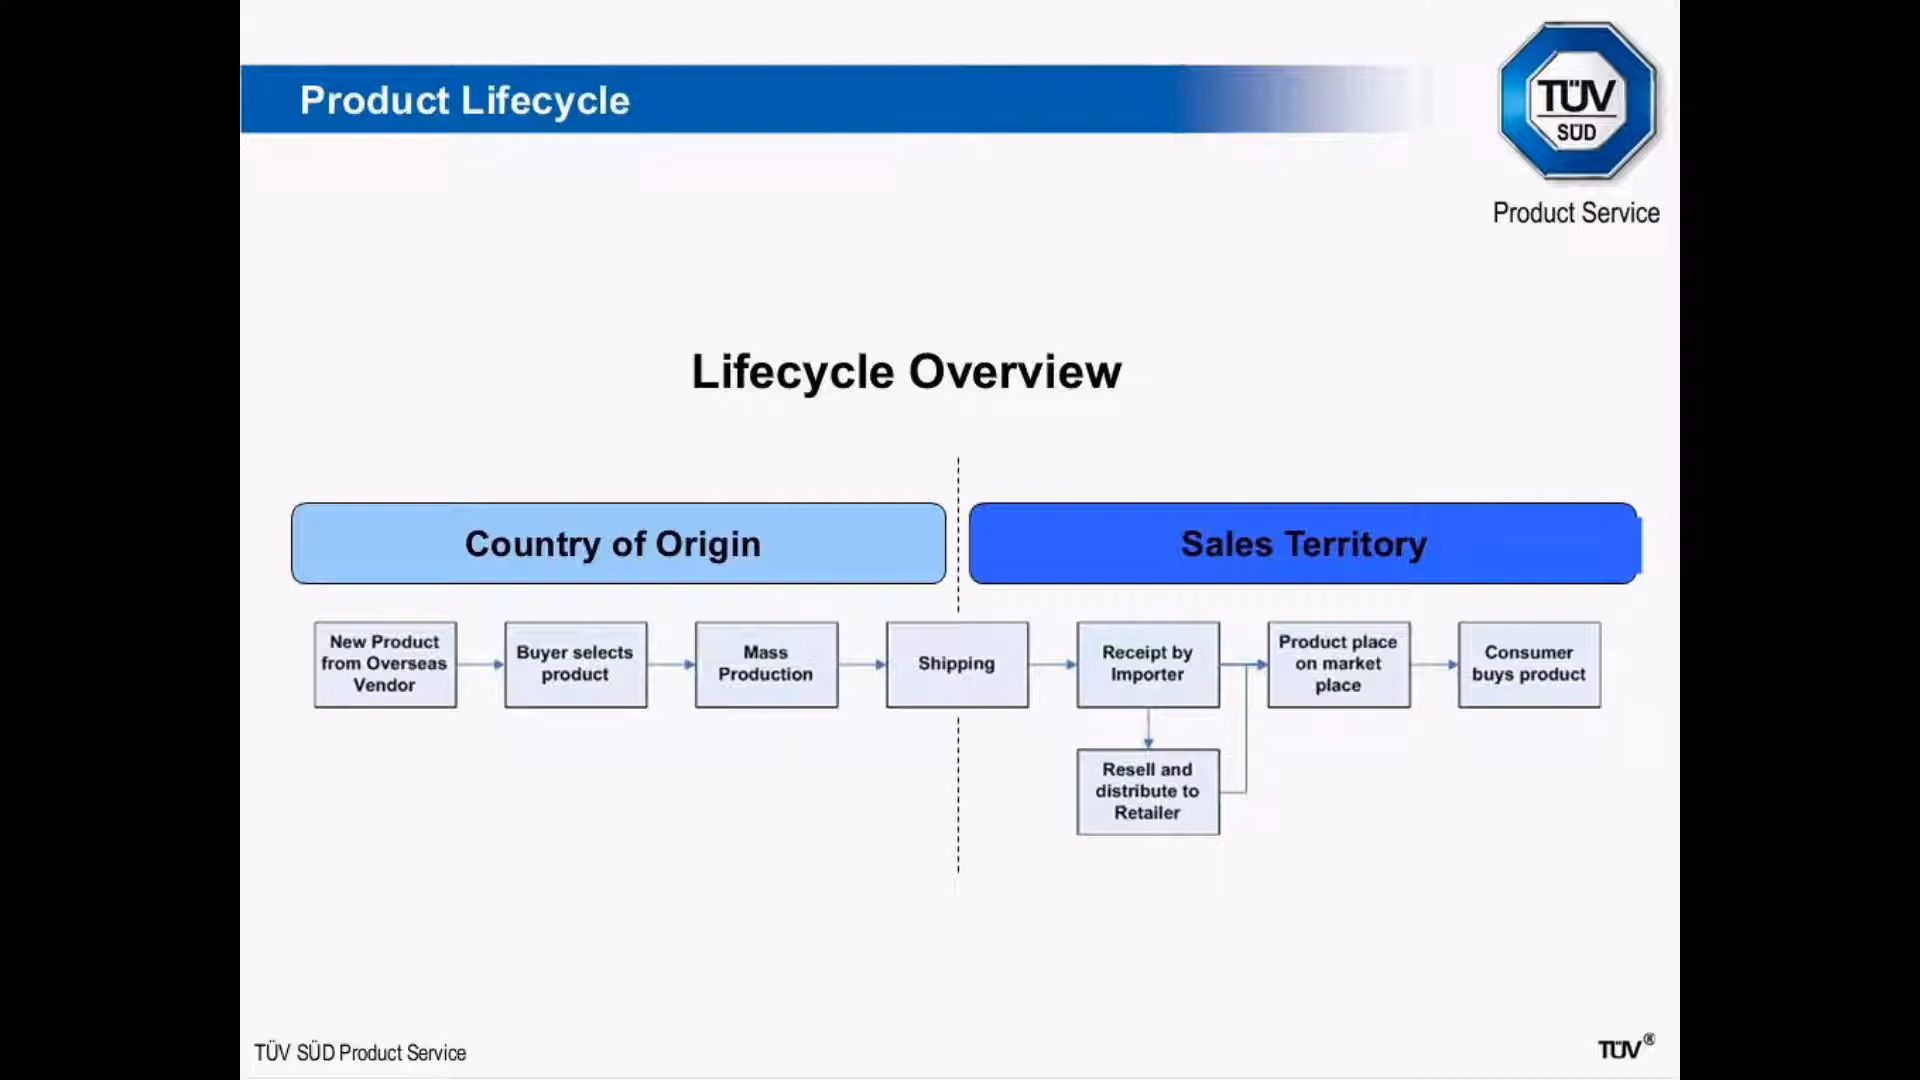 Product Lifecycle
TÜV
SÜD
Product Service
Lifecycle Overview
Country of Origin
Sales Territory
New Product
from Overseas
Vendor
Buyer selects
product
Mass
Production
Shipping
Receipt by
Importer
Product place
on market
place
Consumer
buys product
Resell and
distribute to
Retailer
TÜV SÜD Product Service
TÜV®